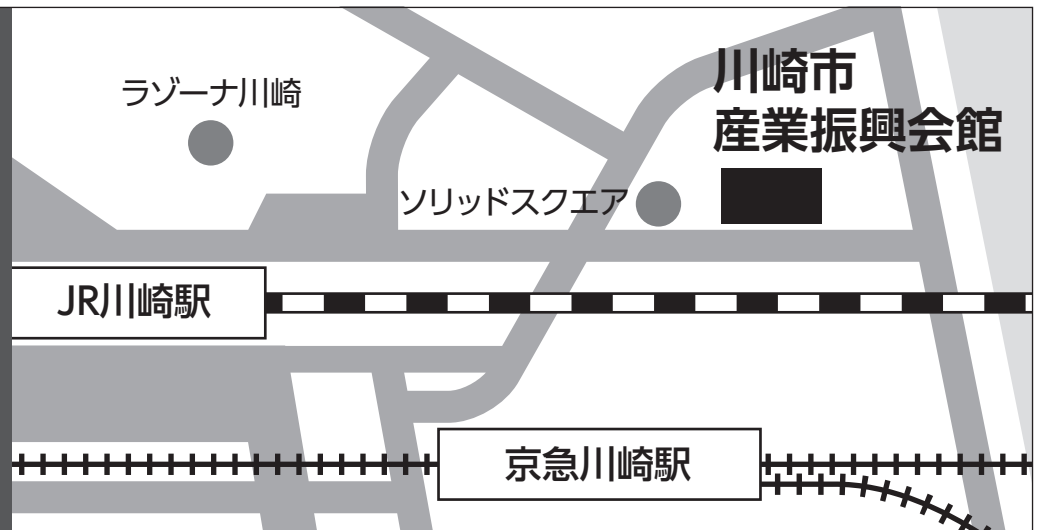 川崎市
産業振興会館
ラゾーナ川崎
ソリッドスクエア
JR川崎駅
京急川崎駅